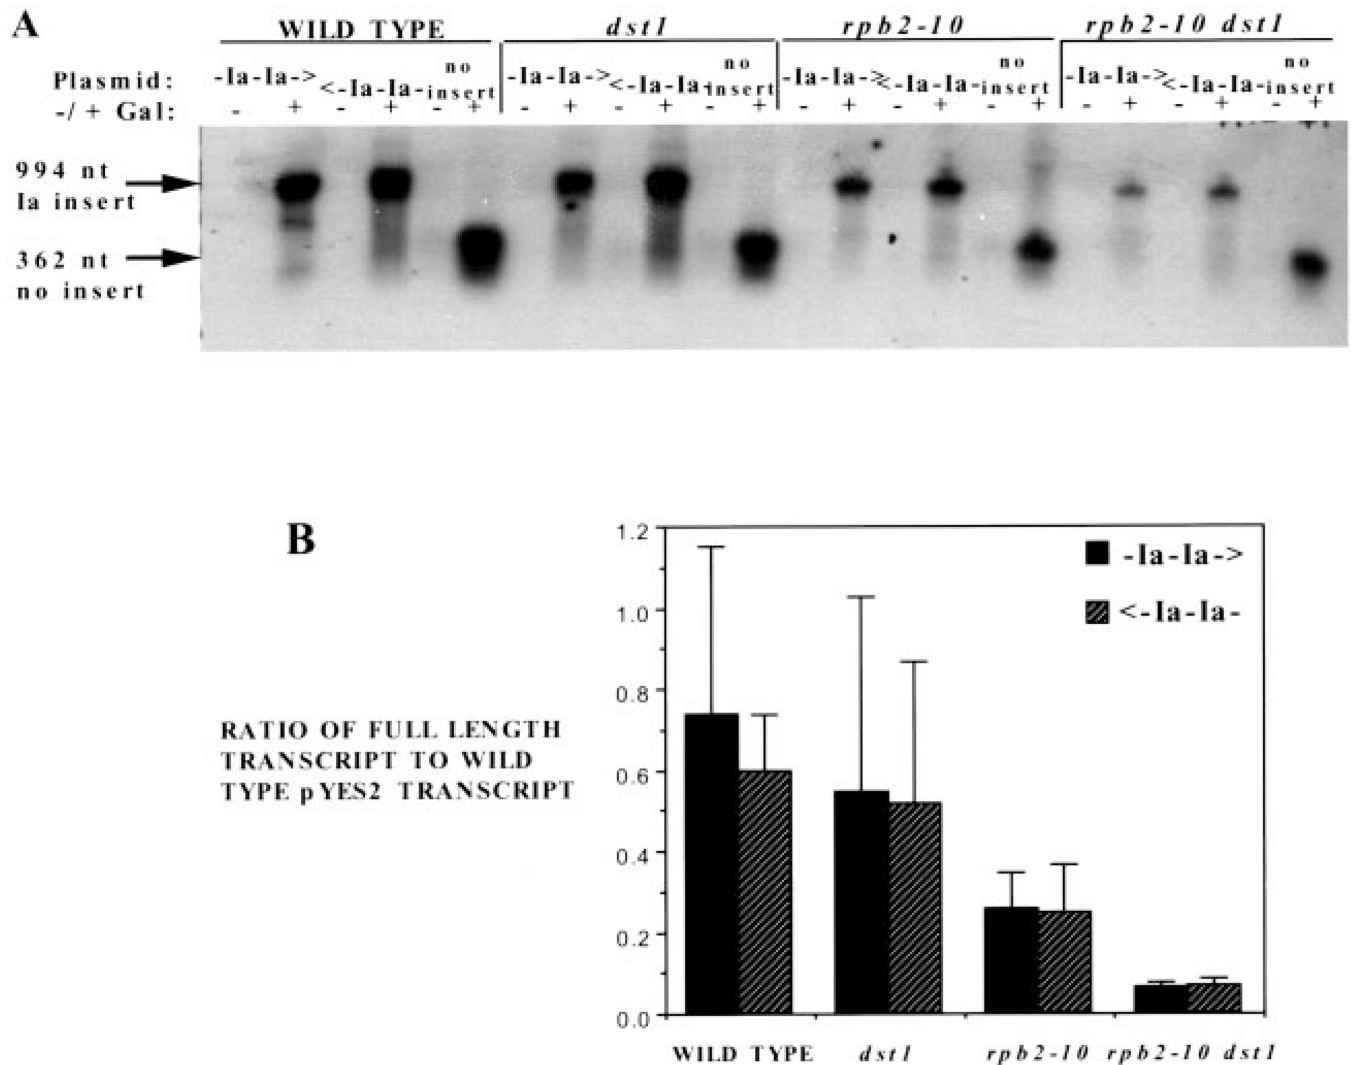 A
WILD TYPE dst1 rpb2-10 rpb2-10 dst1
Plasmid: -Ia-Ia-> <-Ia-Ia- no insert -Ia-Ia-> <-Ia-Ia- no insert -Ia-Ia-> <-Ia-Ia- no insert -Ia-Ia-> <-Ia-Ia- no insert
-/+ Gal: - + - + - + - + - + - + - + - + - + - + - + - +
994 nt
Ia insert
362 nt
no insert
B
1.2
1.0
0.8
0.6
0.4
0.2
0.0
-Ia-Ia->
<-Ia-Ia-
RATIO OF FULL LENGTH
TRANSCRIPT TO WILD
TYPE pYES2 TRANSCRIPT
WILD TYPE dst1 rpb2-10 rpb2-10 dst1